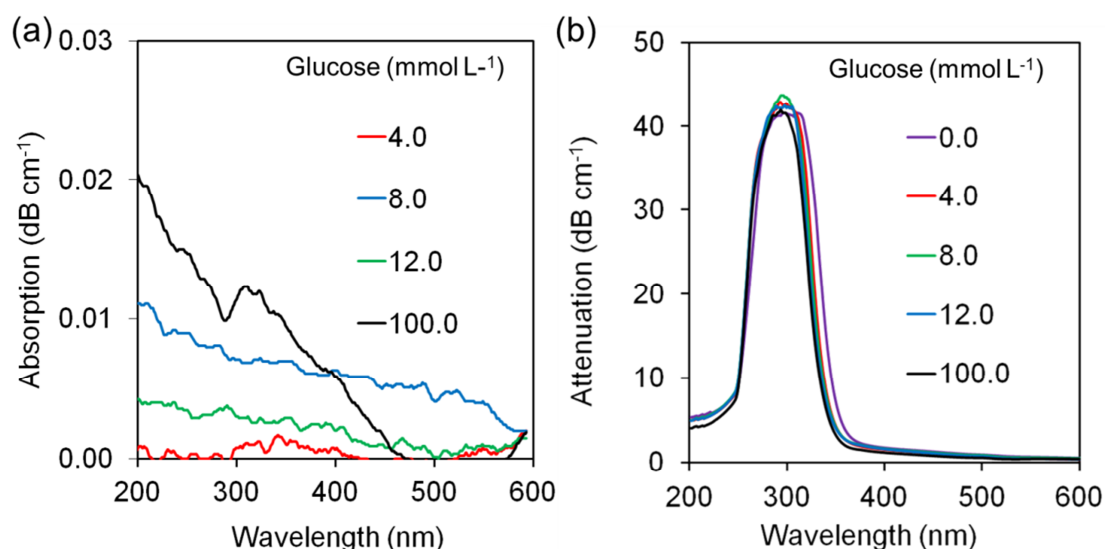 (a)
0.03
0.02
0.01
0.00
Absorption (dB cm-1)
Glucose (mmol L-1)
4.0
8.0
12.0
100.0
200 300 400 500 600
Wavelength (nm)
(b)
50
40
30
20
10
0
Attenuation (dB cm-1)
Glucose (mmol L-1)
0.0
4.0
8.0
12.0
100.0
200 300 400 500 600
Wavelength (nm)